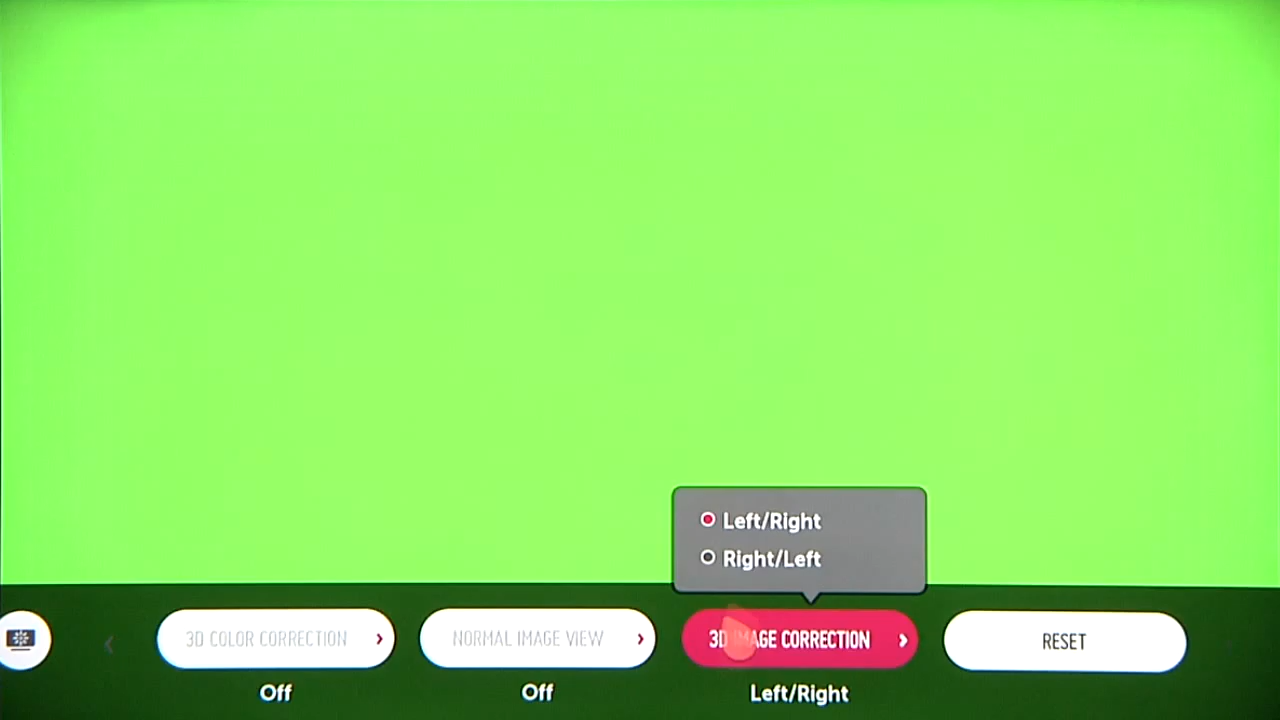 Left/Right
Right/Left
3D COLOR CORRECTION
NORMAL IMAGE VIEW
3D IMAGE CORRECTION
RESET
Off
Off
Left/Right